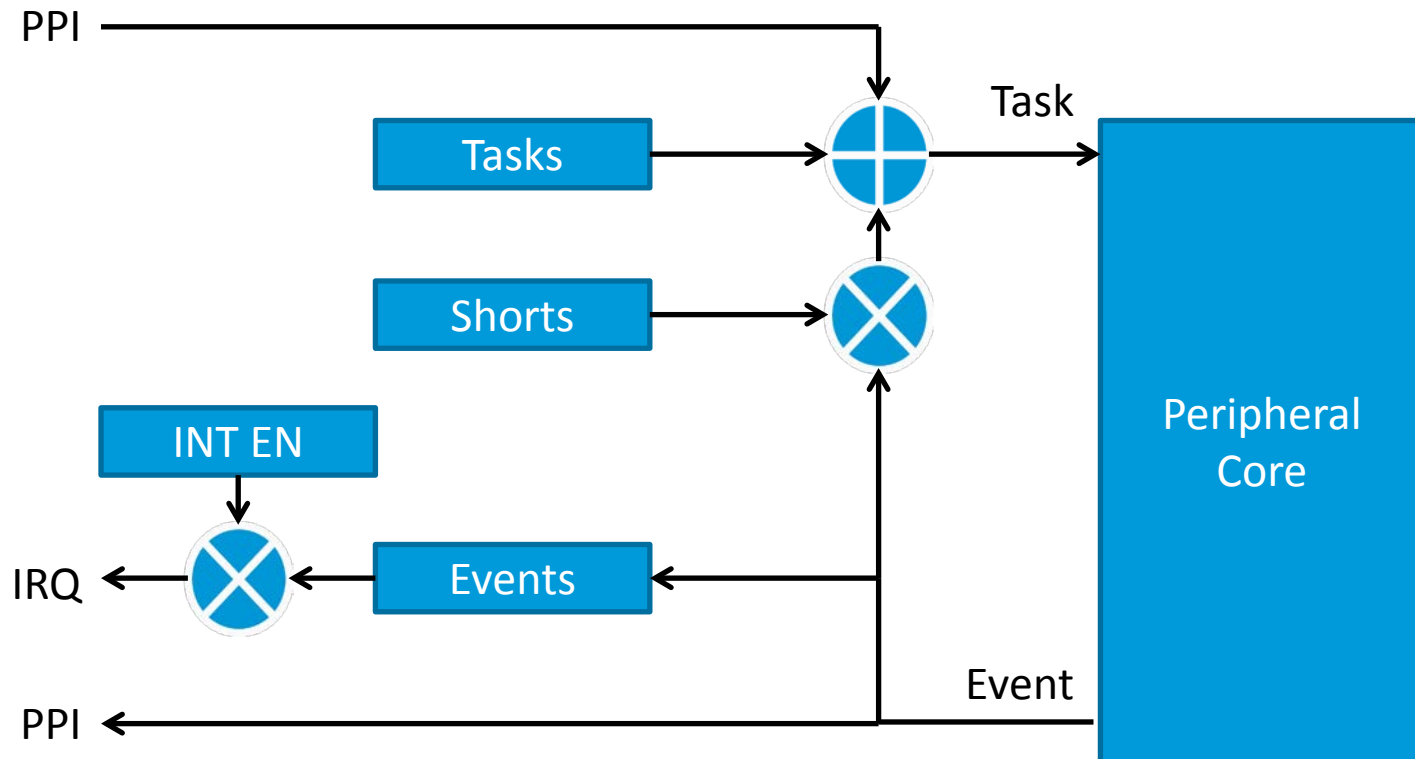 PPI
Task
Tasks
Shorts
INT EN
Peripheral
Core
IRQ
Events
Event
PPI